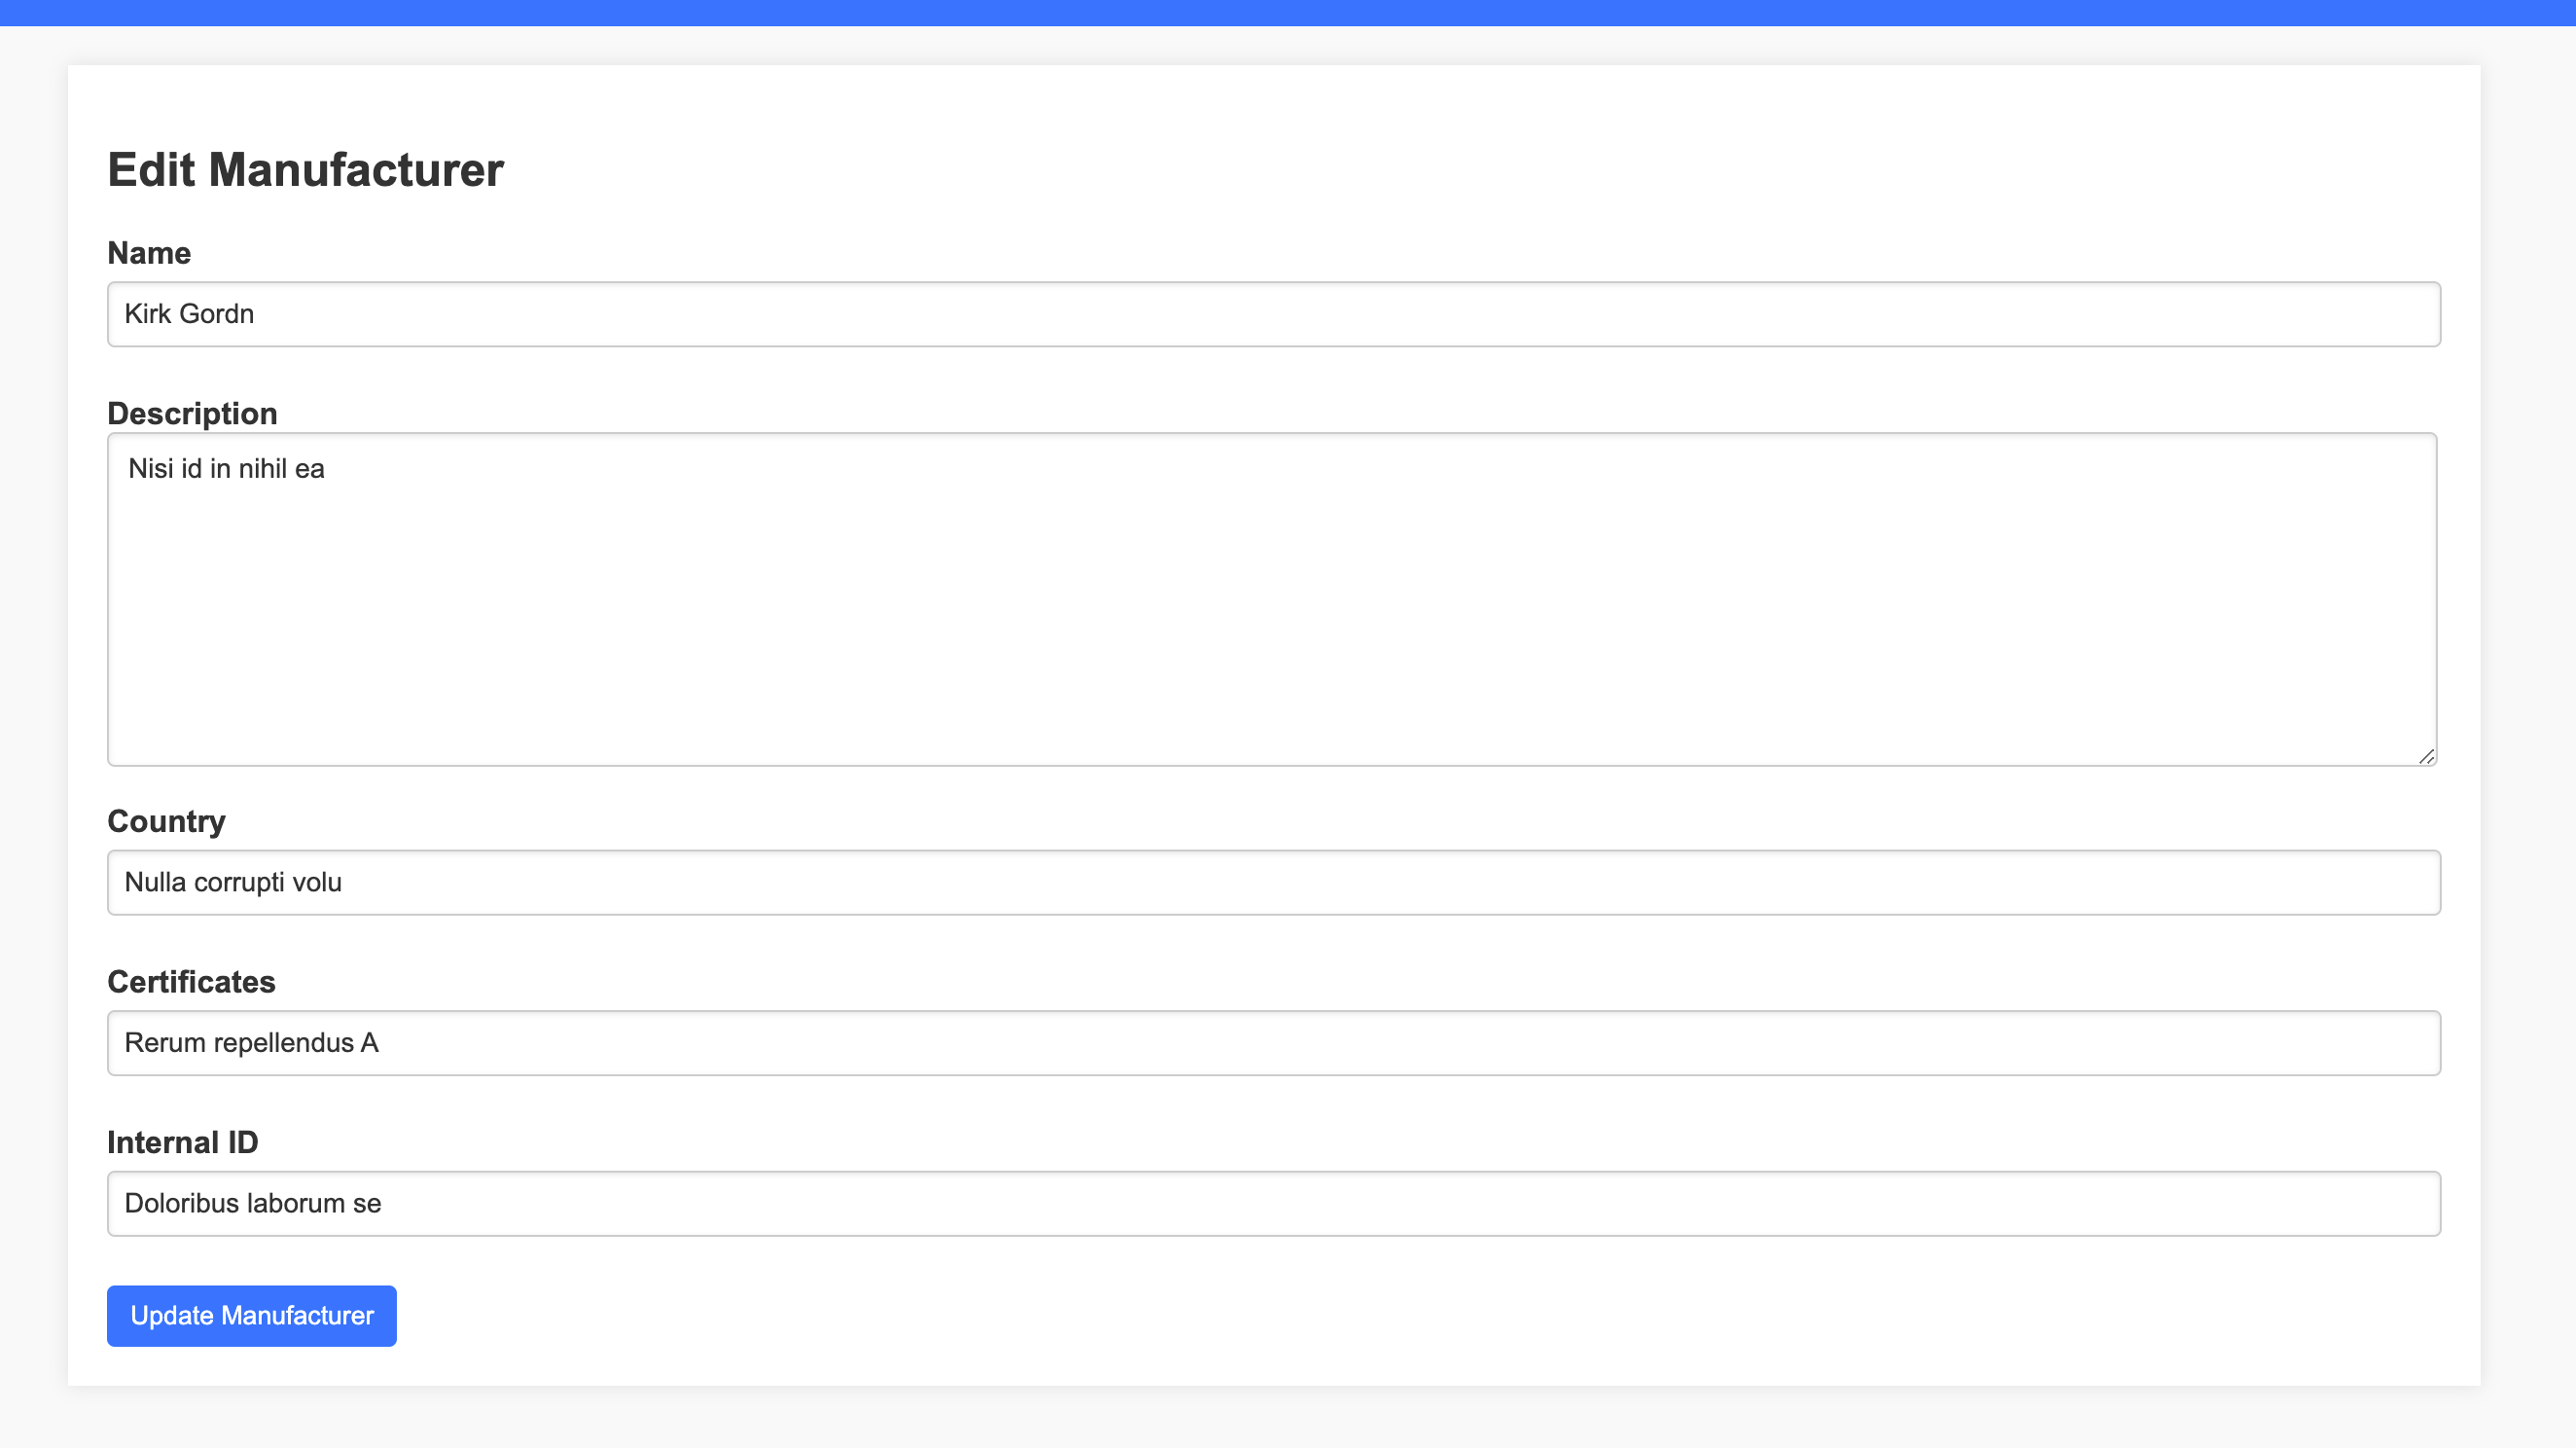 Edit Manufacturer
Name
Kirk Gordn
Description
Nisi id in nihil ea
Country
Nulla corrupti volu
Certificates
Rerum repellendus A
Internal ID
Doloribus laborum se
Update Manufacturer